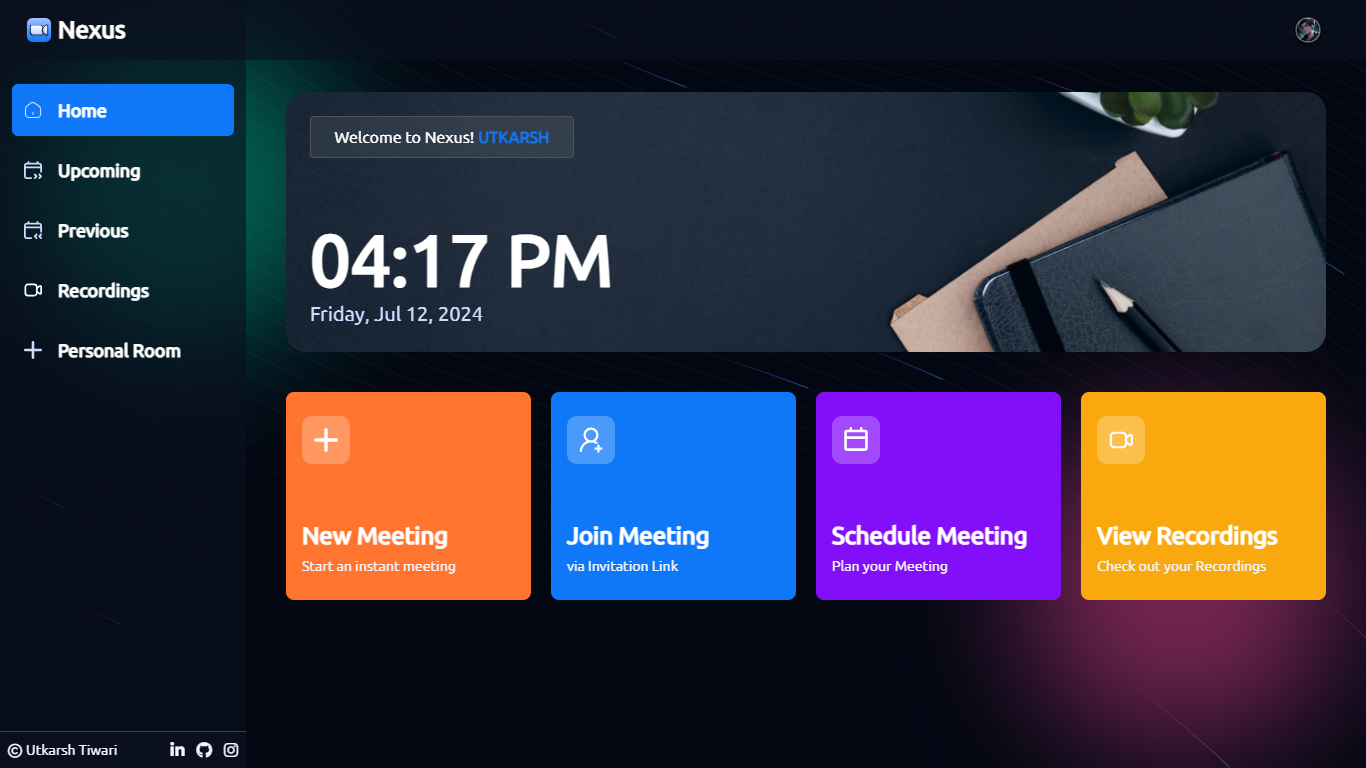 Nexus
Home
Upcoming
Previous
Recordings
Personal Room
Welcome to Nexus! UTKARSH
04:17 PM
Friday, Jul 12, 2024
New Meeting
Start an instant meeting
Join Meeting
via Invitation Link
Schedule Meeting
Plan your Meeting
View Recordings
Check out your Recordings
© Utkarsh Tiwari